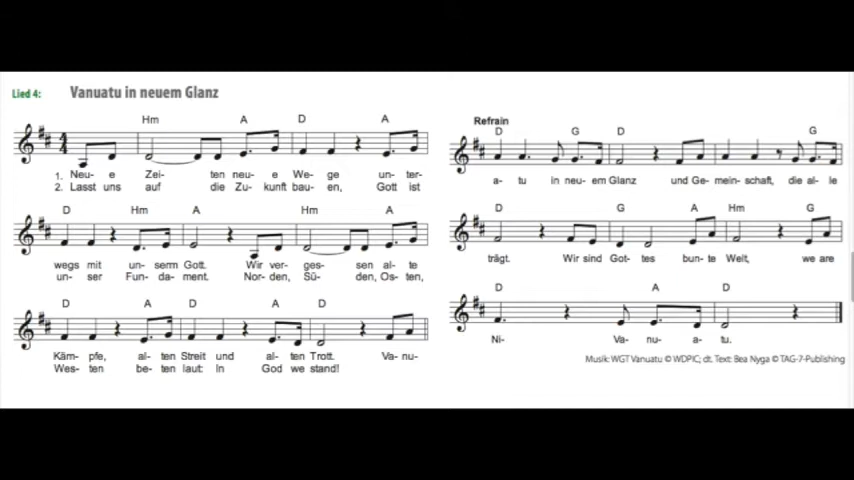 Lied 4: Vanuatu in neuem Glanz
Hm A D A
1. Neu- e Zei- ten neu- e We- ge un- ter-
2. Lasst uns auf die Zu- kunft bau- en, Gott ist
D Hm A Hm A
wegs mit un- serm Gott. Wir ver- ges- sen al- te
un- ser Fun- da- ment. Nor- den, Sü- den, Os- ten,
D A D A D
Kämp- fe, al- ten Streit und al- ten Trott. Va- nu-
Wes- ten be- ten laut: In God we stand!
Refrain
D G D G
a- tu in neu- em Glanz und Ge- mein- schaft, die al- le
D G A Hm G
trägt. Wir sind Got- tes bun- te Welt, we are
D A D
Ni- Va- nu- a- tu.
Musik: WGT Vanuatu © WDPIC; dt. Text: Bea Nyga © TAG-7-Publishing